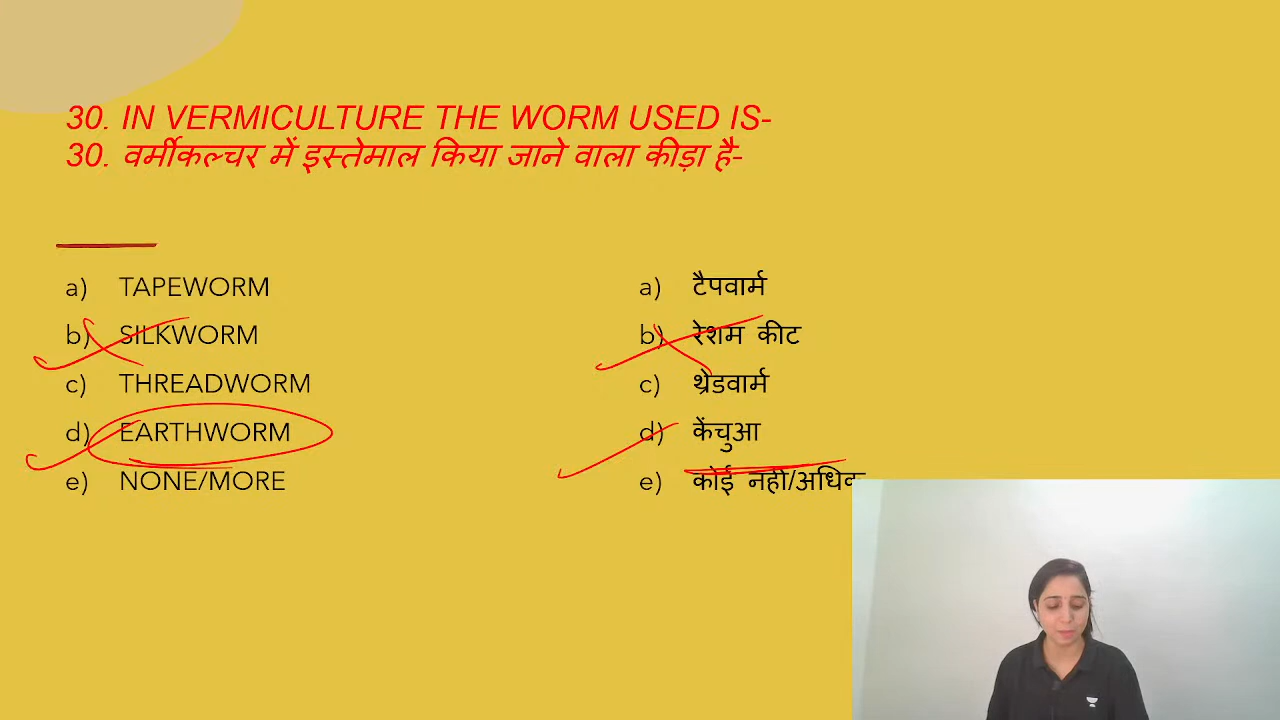 30. IN VERMICULTURE THE WORM USED IS-
30. वर्मीकल्चर में इस्तेमाल किया जाने वाला कीड़ा है-
a) TAPEWORM
b) SILKWORM
c) THREADWORM
d) EARTHWORM
e) NONE/MORE
a) टैपवार्म
b) रेशम कीट
c) थ्रेडवार्म
d) केंचुआ
e) कोई नही/अधिक